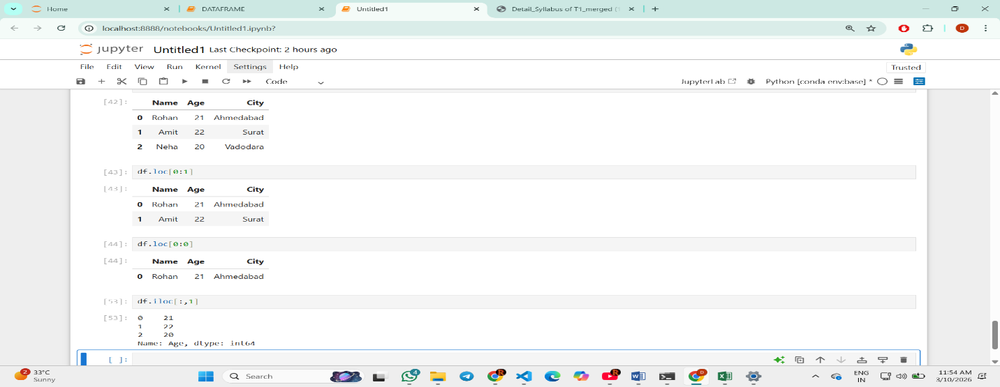 Home
DATAFRAME
Untitled1
Detail_Syllabus of T1_merged (1
localhost:8888/notebooks/Untitled1.ipynb?
D
jupyter Untitled1 Last Checkpoint: 2 hours ago
File Edit View Run Kernel Settings Help
Trusted
Code
JupyterLab
Python [conda env:base] *
[42]:
Name Age City
0 Rohan 21 Ahmedabad
1 Amit 22 Surat
2 Neha 20 Vadodara
[43]: df.loc[0:1]
[43]:
Name Age City
0 Rohan 21 Ahmedabad
1 Amit 22 Surat
[44]: df.loc[0:0]
[44]:
Name Age City
0 Rohan 21 Ahmedabad
[53]: df.iloc[:,1]
[53]: 0 21
1 22
2 20
Name: Age, dtype: int64
[ ]:
2
33°C
Sunny
Search
4
ENG
IN
11:54 AM
3/10/2026